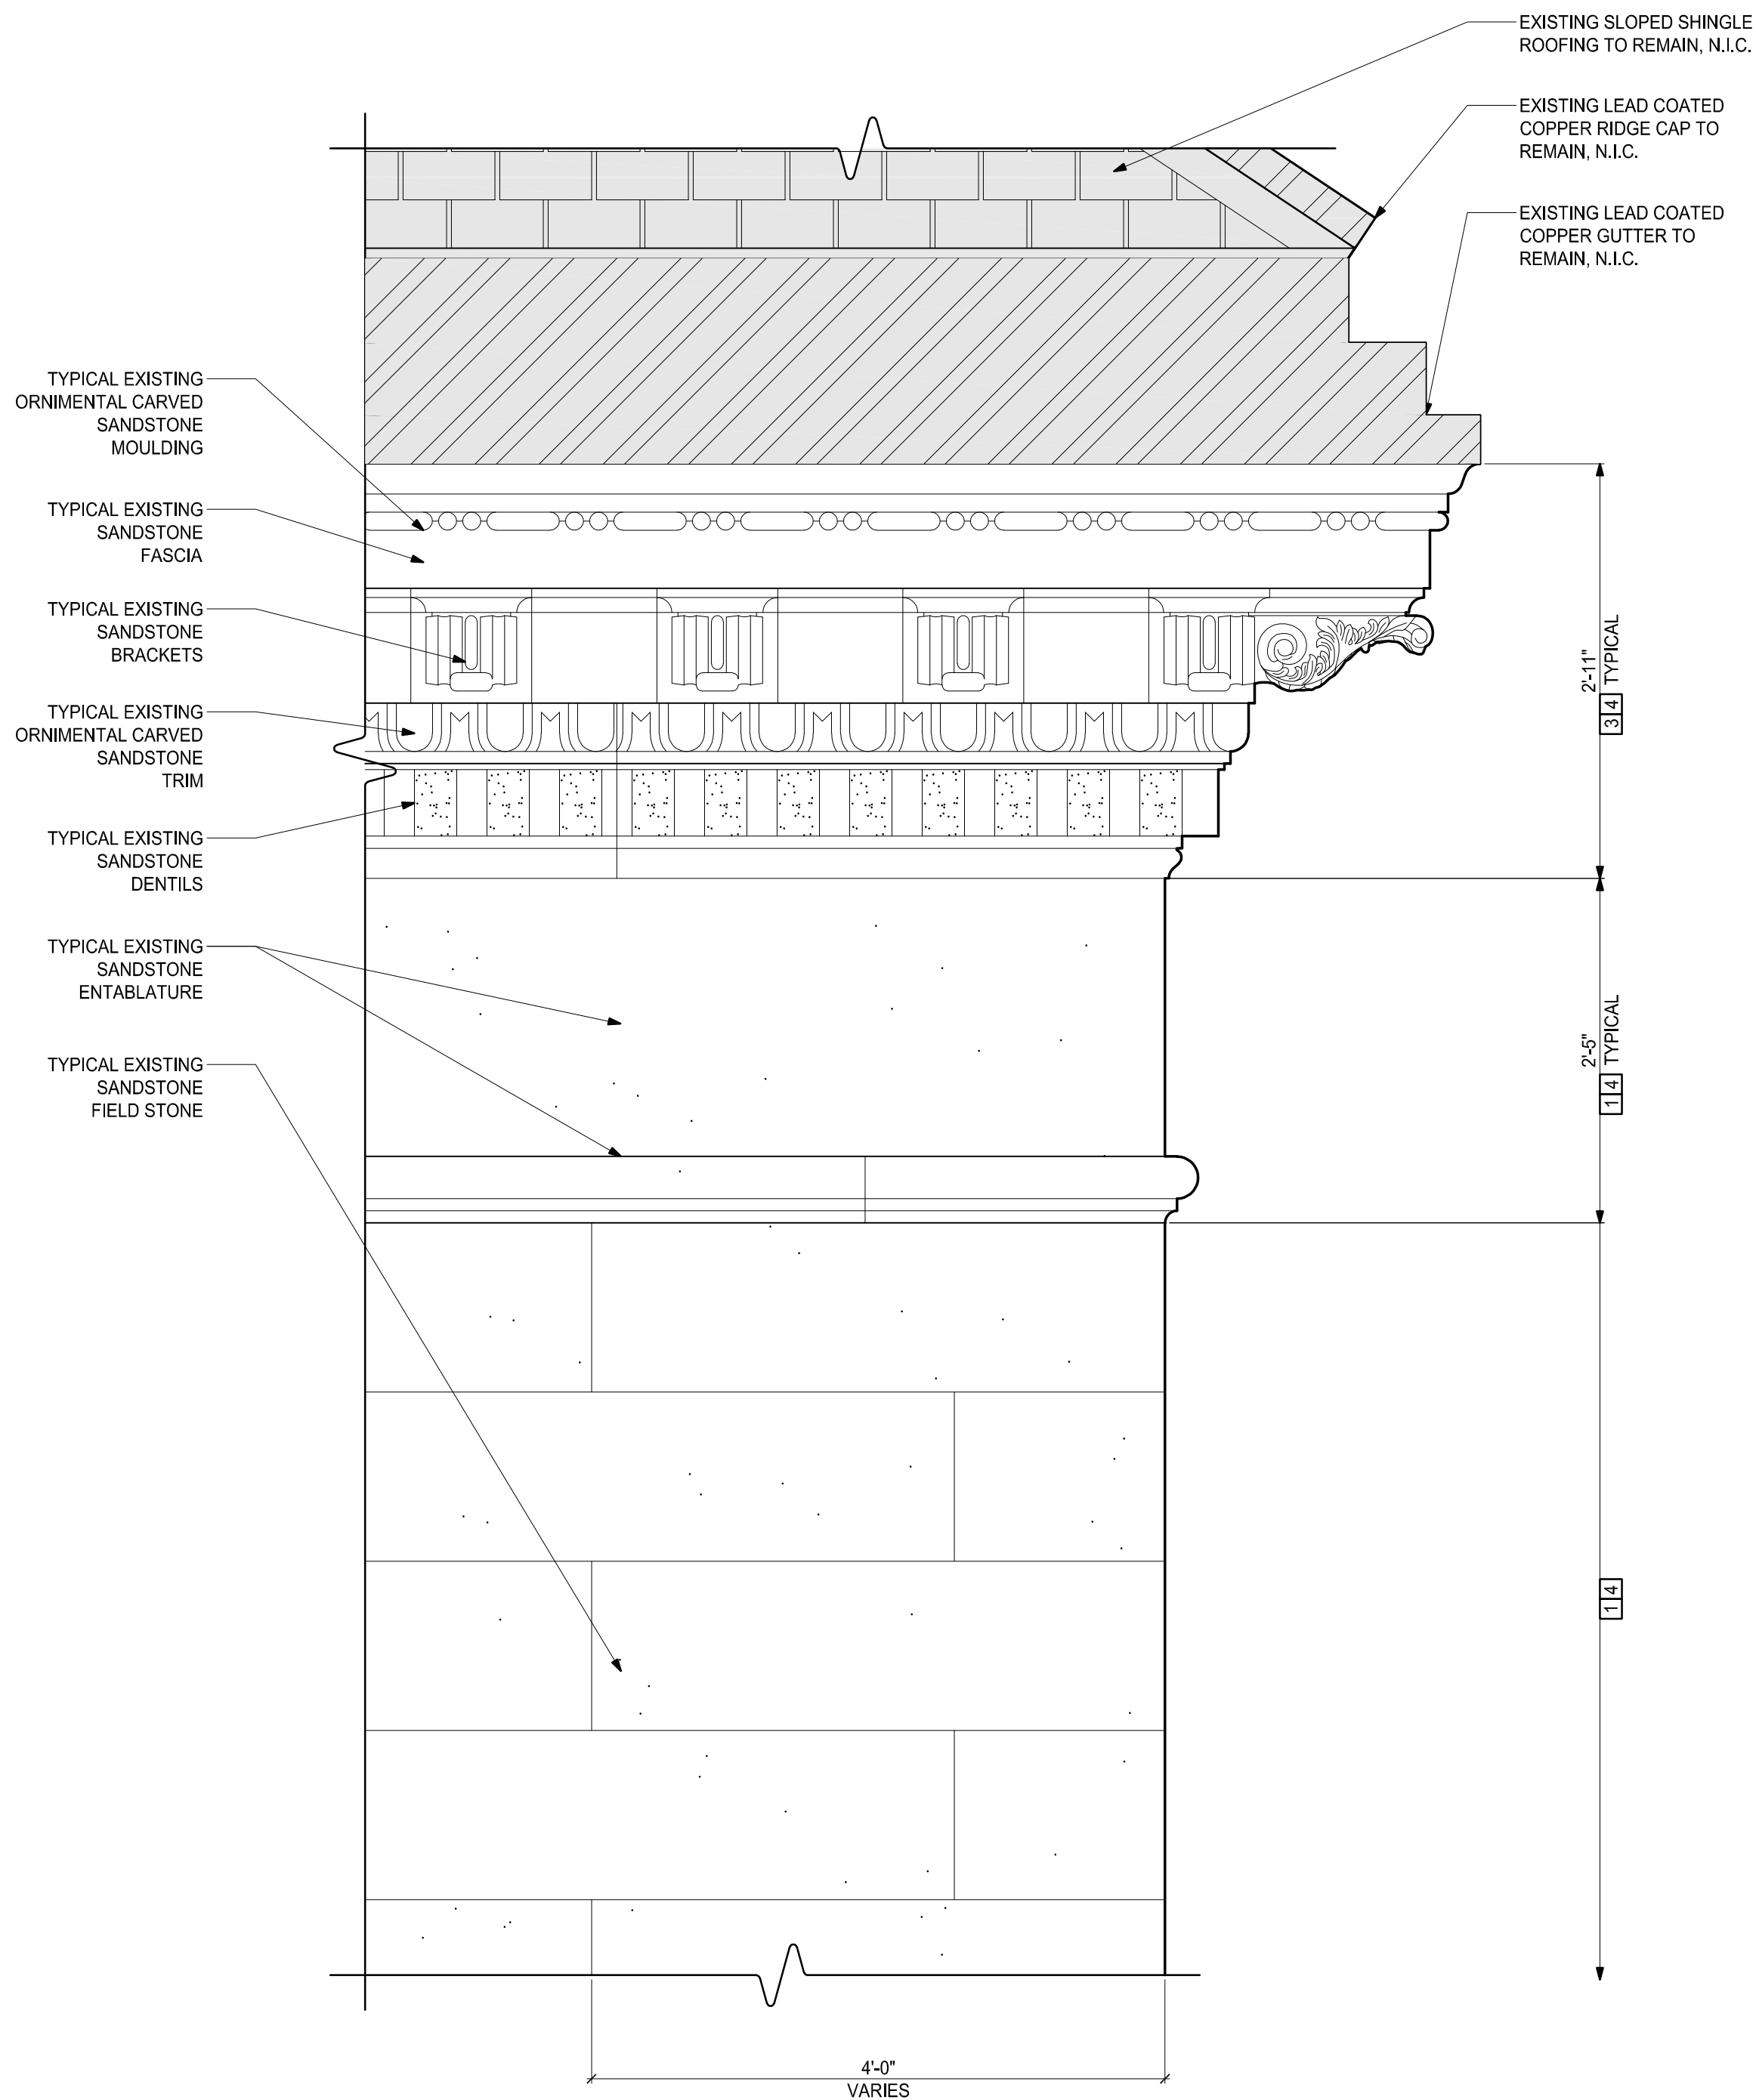 EXISTING SLOPED SHINGLE
ROOFING TO REMAIN, N.I.C.
EXISTING LEAD COATED
COPPER RIDGE CAP TO
REMAIN, N.I.C.
EXISTING LEAD COATED
COPPER GUTTER TO
REMAIN, N.I.C.
TYPICAL EXISTING
ORNIMENTAL CARVED
SANDSTONE
MOULDING
TYPICAL EXISTING
SANDSTONE
FASCIA
TYPICAL EXISTING
SANDSTONE
BRACKETS
TYPICAL EXISTING
ORNIMENTAL CARVED
SANDSTONE
TRIM
TYPICAL EXISTING
SANDSTONE
DENTILS
TYPICAL EXISTING
SANDSTONE
ENTABLATURE
TYPICAL EXISTING
SANDSTONE
FIELD STONE
2'-11"
3 4 TYPICAL
2'-5"
1 4 TYPICAL
1 4
4'-0"
VARIES